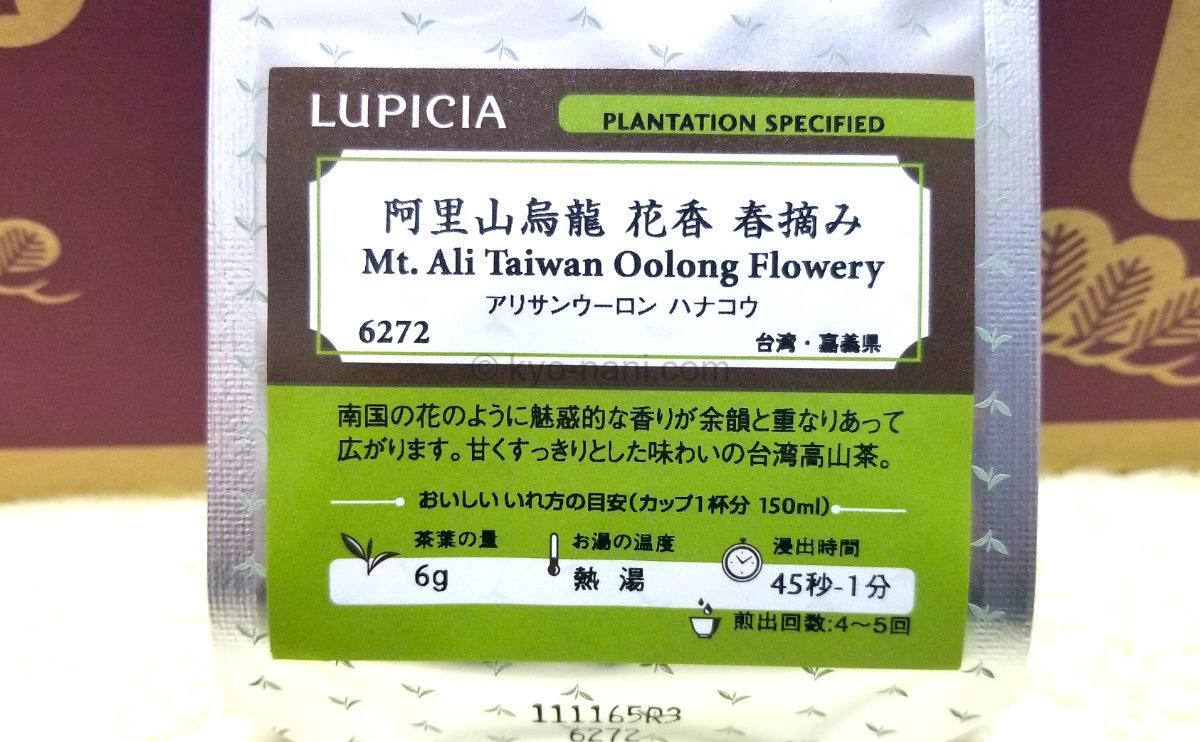 LUPICIA
PLANTATION SPECIFIED
阿里山烏龍 花香 春摘み
Mt. Ali Taiwan Oolong Flowery
アリサンウーロン ハナコウ
6272
台湾・嘉義県
© kyo-nani.com
南国の花のように魅惑的な香りが余韻と重なりあって
広がります。甘くすっきりとした味わいの台湾高山茶。
おいしいいれ方の目安(カップ1杯分 150ml)
茶葉の量
お湯の温度
浸出時間
6g
熱湯
45秒-1分
煎出回数:4〜5回
111165R3
6272